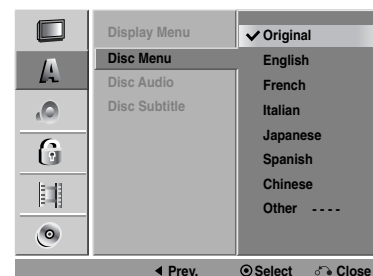 Display Menu
Disc Menu
Disc Audio
Disc Subtitle
Original
English
French
Italian
Japanese
Spanish
Chinese
Other - - - -
Prev. Select Close